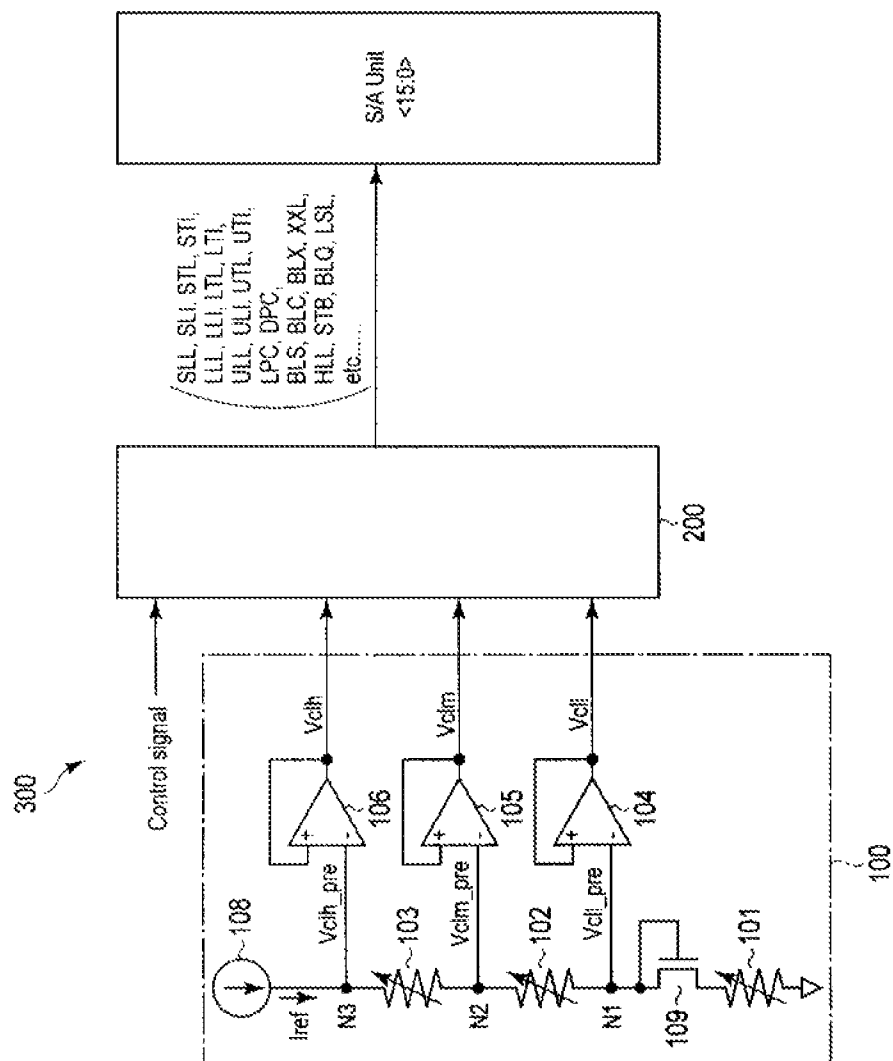 300
Control signal
108
Iref
N3
Vclh_pre
103
106
Vclh
N2
Vclm_pre
102
105
Vclm
N1
Vcll_pre
104
Vcll
109
101
100
200
SLL, SLI, STL, STI,
LLL, LLI, LTL, LTI,
ULL, ULI, UTL, UTI,
LPC, DPC,
BLS, BLC, BLX, XXL,
HLL, STB, BLQ, LSL,
etc......
S/A Unit
<15:0>
+
-
+
-
+
-